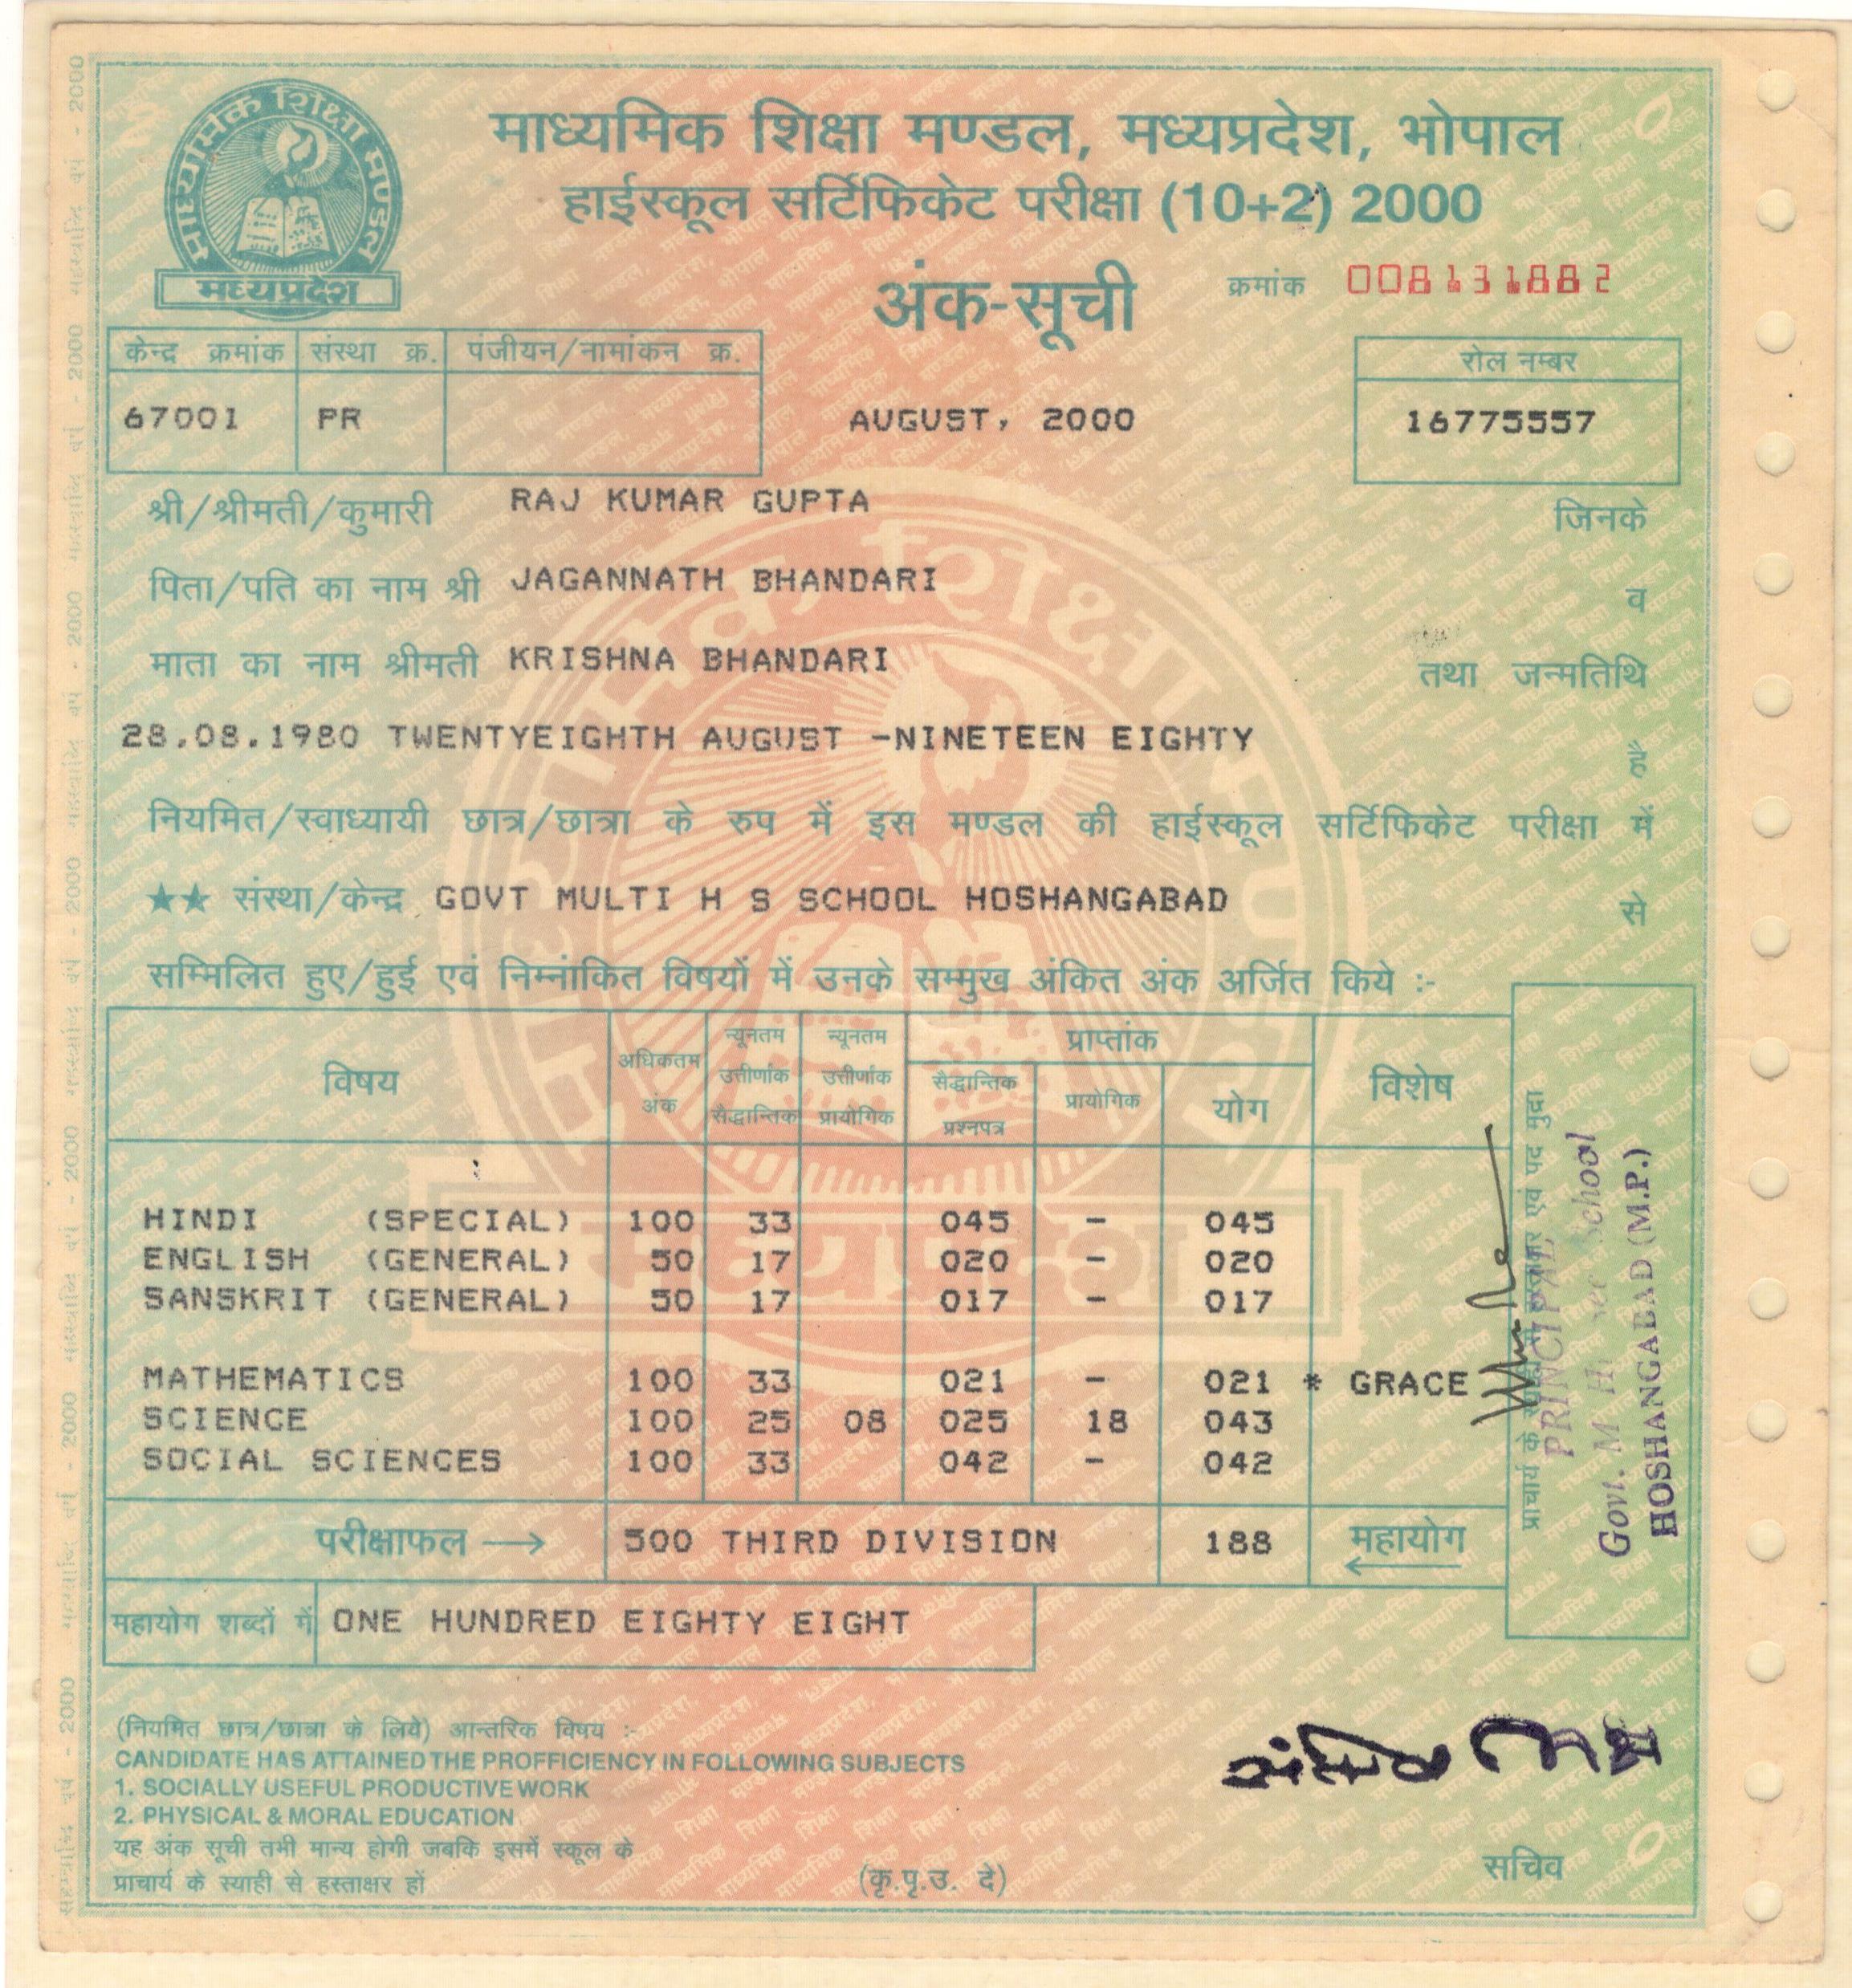 माध्यमिक शिक्षा मण्डल, मध्यप्रदेश, भोपाल
हाईस्कूल सर्टिफिकेट परीक्षा (10+2) 2000
माध्यमिक शिक्षा मण्डल
मध्यप्रदेश
अंक-सूची
क्रमांक 008131882
केन्द्र क्रमांक संस्था क्र. पंजीयन/नामांकन क्र.
रोल नम्बर
67001 PR
AUGUST, 2000
16775557
श्री/श्रीमती/कुमारी RAJ KUMAR GUPTA जिनके
पिता/पति का नाम श्री JAGANNATH BHANDARI व
माता का नाम श्रीमती KRISHNA BHANDARI तथा जन्मतिथि
28.08.1980 TWENTYEIGHTH AUGUST -NINETEEN EIGHTY है
नियमित/स्वाध्यायी छात्र/छात्रा के रुप में इस मण्डल की हाईस्कूल सर्टिफिकेट परीक्षा में
★★ संस्था/केन्द्र GOVT MULTI H S SCHOOL HOSHANGABAD से
सम्मिलित हुए/हुई एवं निम्नांकित विषयों में उनके सम्मुख अंकित अंक अर्जित किये :-
विषय
अधिकतम अंक
न्यूनतम उत्तीर्णांक सैद्धान्तिक
न्यूनतम उत्तीर्णांक प्रायोगिक
प्राप्तांक
सैद्धान्तिक प्रश्नपत्र
प्रायोगिक
योग
विशेष
HINDI (SPECIAL) 100 33 045 - 045
ENGLISH (GENERAL) 50 17 020 - 020
SANSKRIT (GENERAL) 50 17 017 - 017
MATHEMATICS 100 33 021 - 021 * GRACE
SCIENCE 100 25 08 025 18 043
SOCIAL SCIENCES 100 33 042 - 042
परीक्षाफल → 500 THIRD DIVISION 188 महायोग ←
महायोग शब्दों में ONE HUNDRED EIGHTY EIGHT
प्राचार्य के एवं पद मुद्रा
PRINCIPAL
Govt. M School
HOSHANGABAD (M.P.)
(नियमित छात्र/छात्रा के लिये) आन्तरिक विषय :-
CANDIDATE HAS ATTAINED THE PROFFICIENCY IN FOLLOWING SUBJECTS
1. SOCIALLY USEFUL PRODUCTIVE WORK
2. PHYSICAL & MORAL EDUCATION
यह अंक सूची तभी मान्य होगी जबकि इसमें स्कूल के
प्राचार्य के स्याही से हस्ताक्षर हों
(कृ.पृ.उ. दे)
सचिव